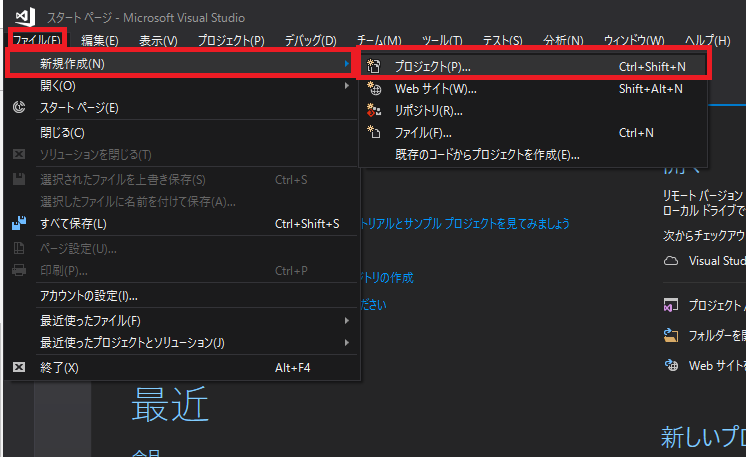 スタート ページ - Microsoft Visual Studio
ファイル(F) 編集(E) 表示(V) プロジェクト(P) デバッグ(D) チーム(M) ツール(T) テスト(S) 分析(N) ウィンドウ(W) ヘルプ(H)
新規作成(N)
開く(O)
スタート ページ(E)
閉じる(C)
ソリューションを閉じる(T)
選択されたファイルを上書き保存(S) Ctrl+S
選択したファイルに名前を付けて保存(A)...
すべて保存(L) Ctrl+Shift+S
ページ設定(U)...
印刷(P)... Ctrl+P
アカウントの設定(I)...
最近使ったファイル(F)
最近使ったプロジェクトとソリューション(J)
終了(X) Alt+F4
プロジェクト(P)... Ctrl+Shift+N
Web サイト(W)... Shift+Alt+N
リポジトリ(R)...
ファイル(F)... Ctrl+N
既存のコードからプロジェクトを作成(E)...
トリアルとサンプル プロジェクトを見てみましょう
ジトリの作成
ださい
最近
今日
リモート バージョン
ローカル ドライブで
次からチェックアウ
Visual Stud
プロジェクト
フォルダーを開
Web サイトを
新しいプロ